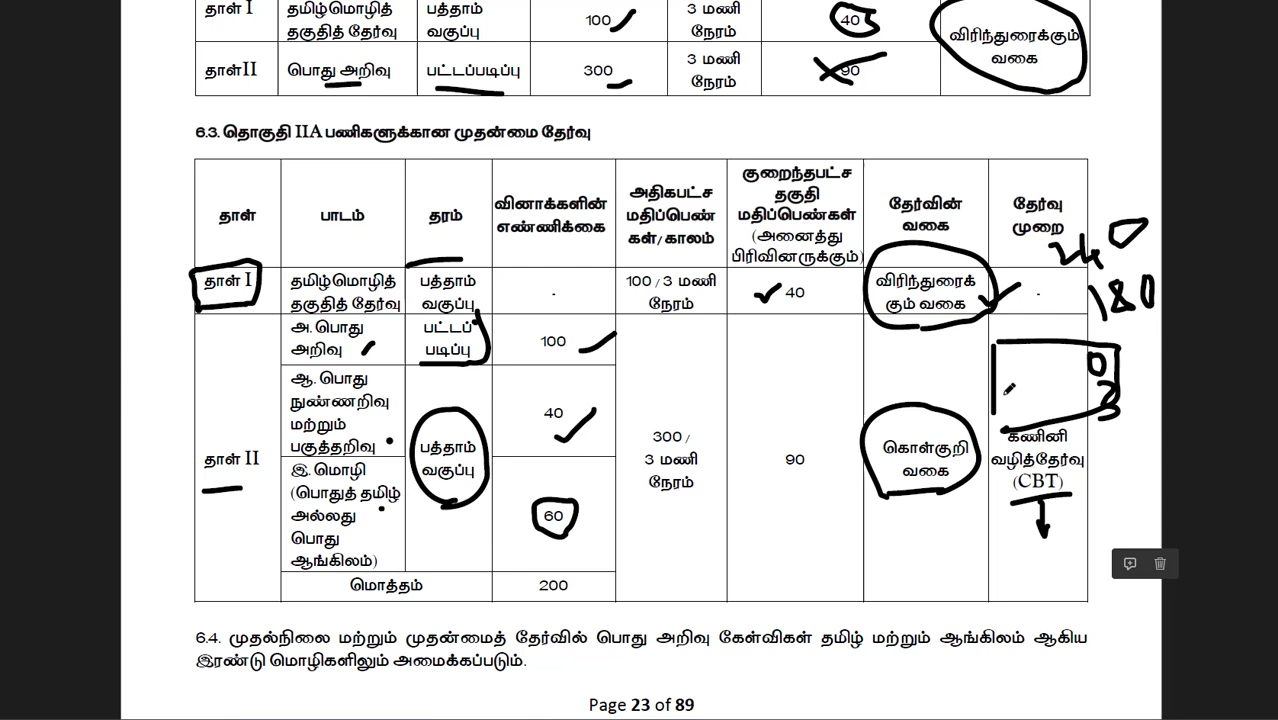 தாள் I தமிழ்மொழித் தகுதித் தேர்வு பத்தாம் வகுப்பு 100 3 மணி நேரம் 40 விரிந்துரைக்கும் வகை
தாள் II பொது அறிவு பட்டப்படிப்பு 300 3 மணி நேரம் 90
6.3. தொகுதி IIA பணிகளுக்கான முதன்மை தேர்வு
தாள் பாடம் தரம் வினாக்களின் எண்ணிக்கை அதிகபட்ச மதிப்பெண்கள்/காலம் குறைந்தபட்ச தகுதி மதிப்பெண்கள் (அனைத்து பிரிவினருக்கும்) தேர்வின் வகை தேர்வு முறை
தாள் I தமிழ்மொழித் தகுதித் தேர்வு பத்தாம் வகுப்பு - 100 / 3 மணி நேரம் 40 விரிந்துரைக்கும் வகை -
180
அ. பொது அறிவு பட்டப்படிப்பு 100
ஆ. பொது நுண்ணறிவு மற்றும் பகுத்தறிவு 40
தாள் II பத்தாம் வகுப்பு 300 / 3 மணி நேரம் 90 கொள்குறி வகை கணினி வழித்தேர்வு (CBT)
இ. மொழி (பொதுத் தமிழ் அல்லது பொது ஆங்கிலம்) 60
மொத்தம் 200
6.4. முதல்நிலை மற்றும் முதன்மைத் தேர்வில் பொது அறிவு கேள்விகள் தமிழ் மற்றும் ஆங்கிலம் ஆகிய
இரண்டு மொழிகளிலும் அமைக்கப்படும்.
Page 23 of 89